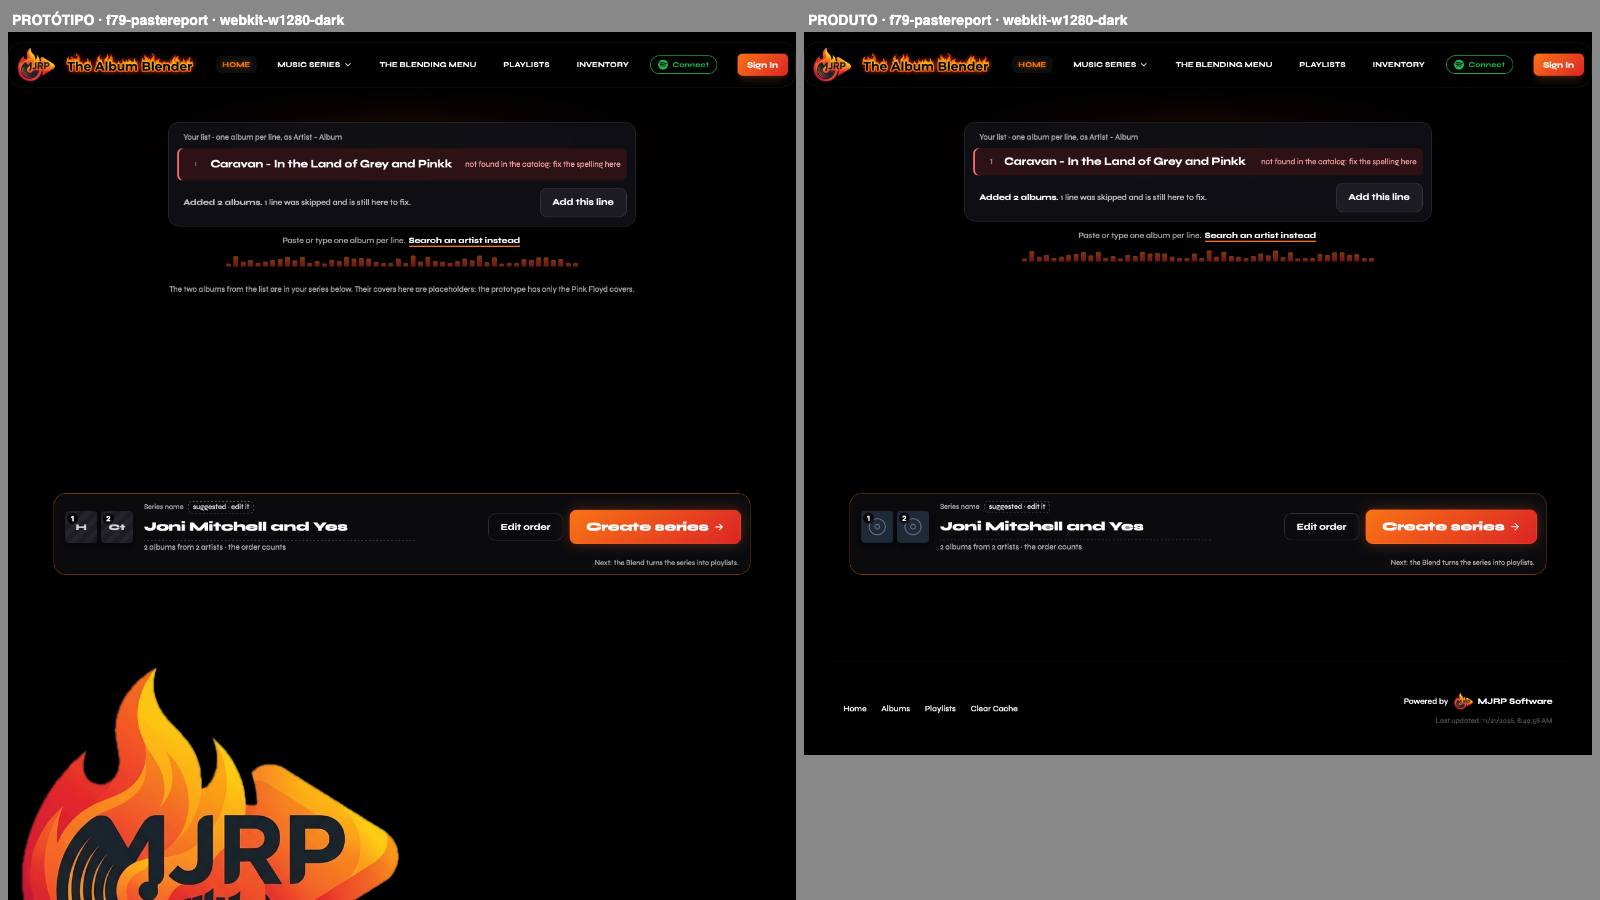 PROTÓTIPO · f79-pastereport · webkit-w1280-dark
MJRP The Album Blender HOME MUSIC SERIES THE BLENDING MENU PLAYLISTS INVENTORY Connect Sign In
Your list · one album per line, as Artist - Album
1 Caravan - In the Land of Grey and Pinkk not found in the catalog: fix the spelling here
Added 2 albums. 1 line was skipped and is still here to fix. Add this line
Paste or type one album per line. Search an artist instead
The two albums from the list are in your series below. Their covers here are placeholders: the prototype has only the Pink Floyd covers.
Series name suggested · edit it
1 H 2 Ct Joni Mitchell and Yes Edit order Create series →
2 albums from 2 artists · the order counts
Next: the Blend turns the series into playlists.
MJRP
PRODUTO · f79-pastereport · webkit-w1280-dark
MJRP The Album Blender HOME MUSIC SERIES THE BLENDING MENU PLAYLISTS INVENTORY Connect Sign In
Your list · one album per line, as Artist - Album
1 Caravan - In the Land of Grey and Pinkk not found in the catalog: fix the spelling here
Added 2 albums. 1 line was skipped and is still here to fix. Add this line
Paste or type one album per line. Search an artist instead
Series name suggested · edit it
1 2 Joni Mitchell and Yes Edit order Create series →
2 albums from 2 artists · the order counts
Next: the Blend turns the series into playlists.
Home Albums Playlists Clear Cache
Powered by MJRP Software
Last updated: